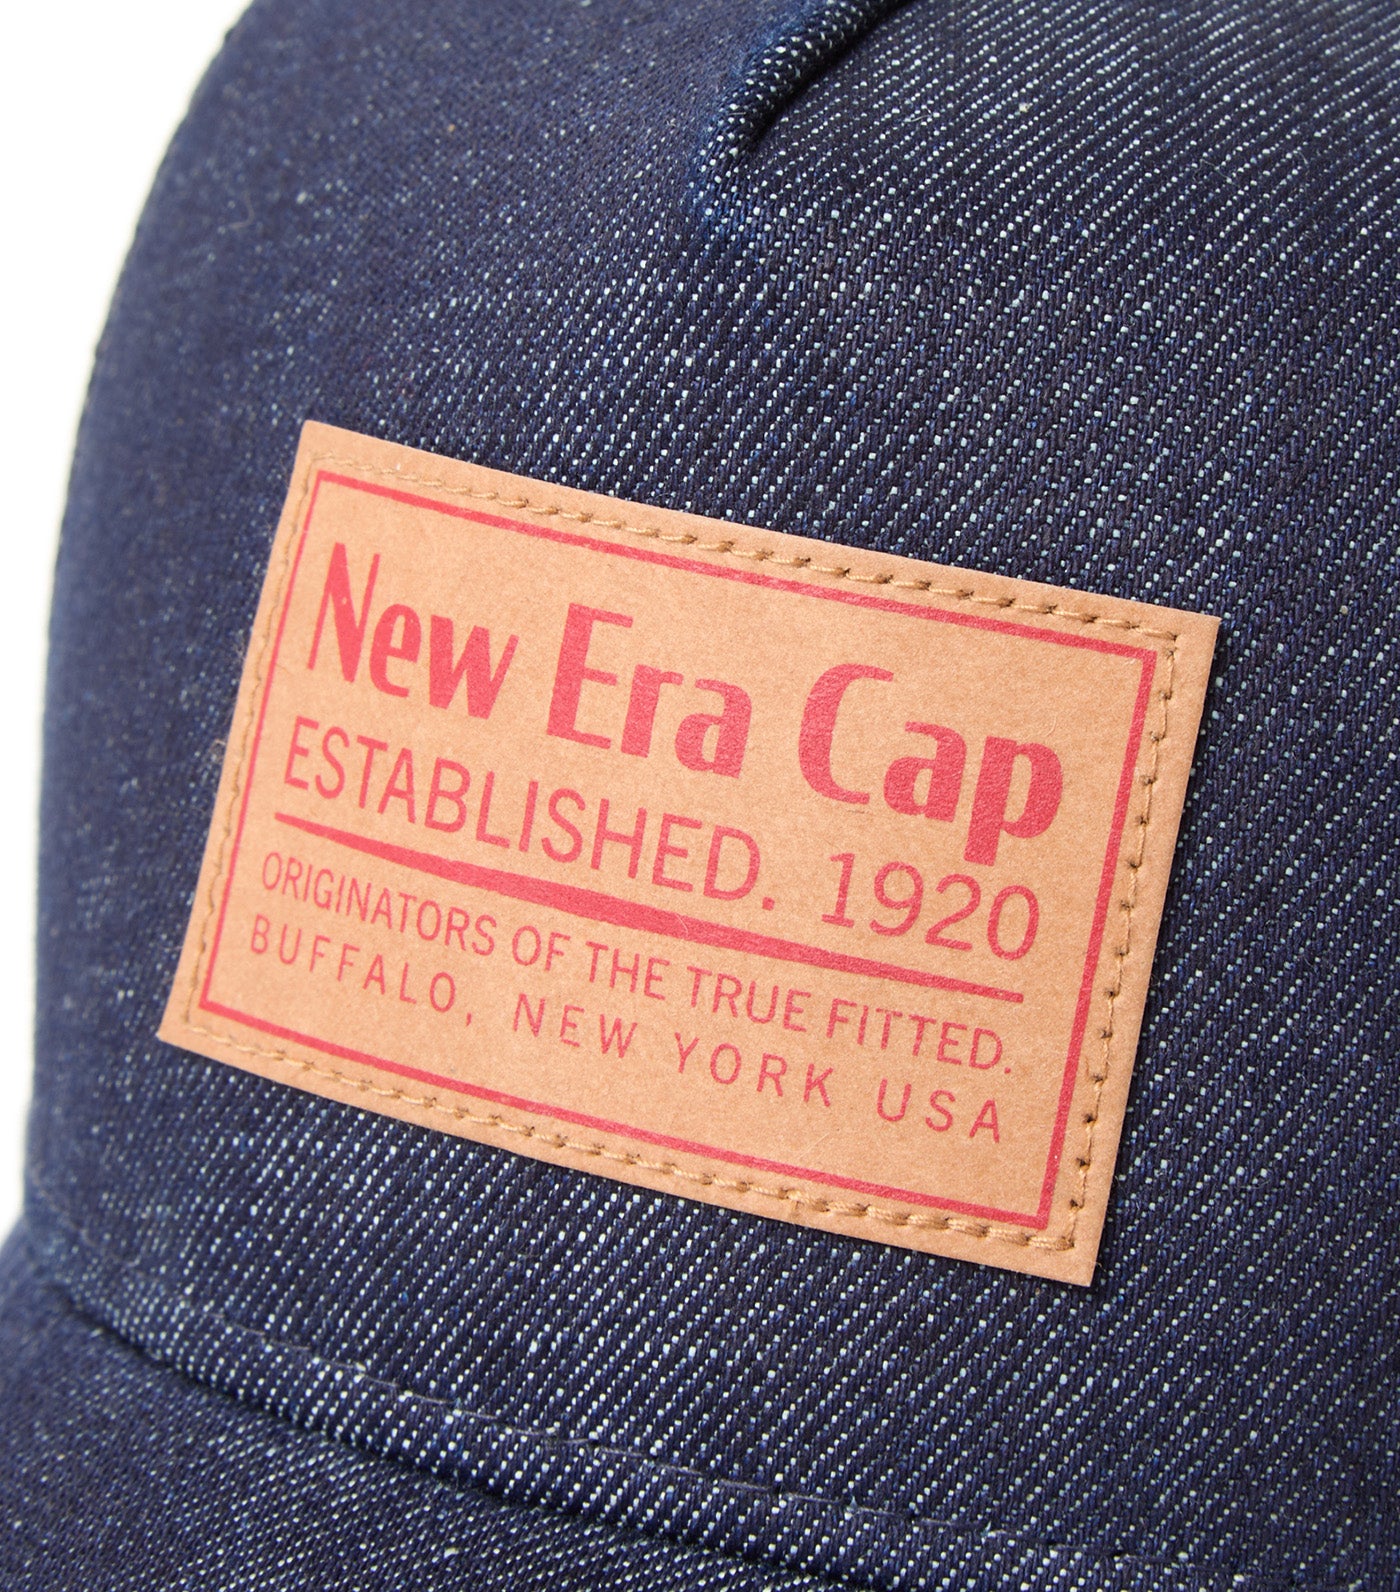 New Era Cap
ESTABLISHED. 1920
ORIGINATORS OF THE TRUE FITTED.
BUFFALO, NEW YORK USA